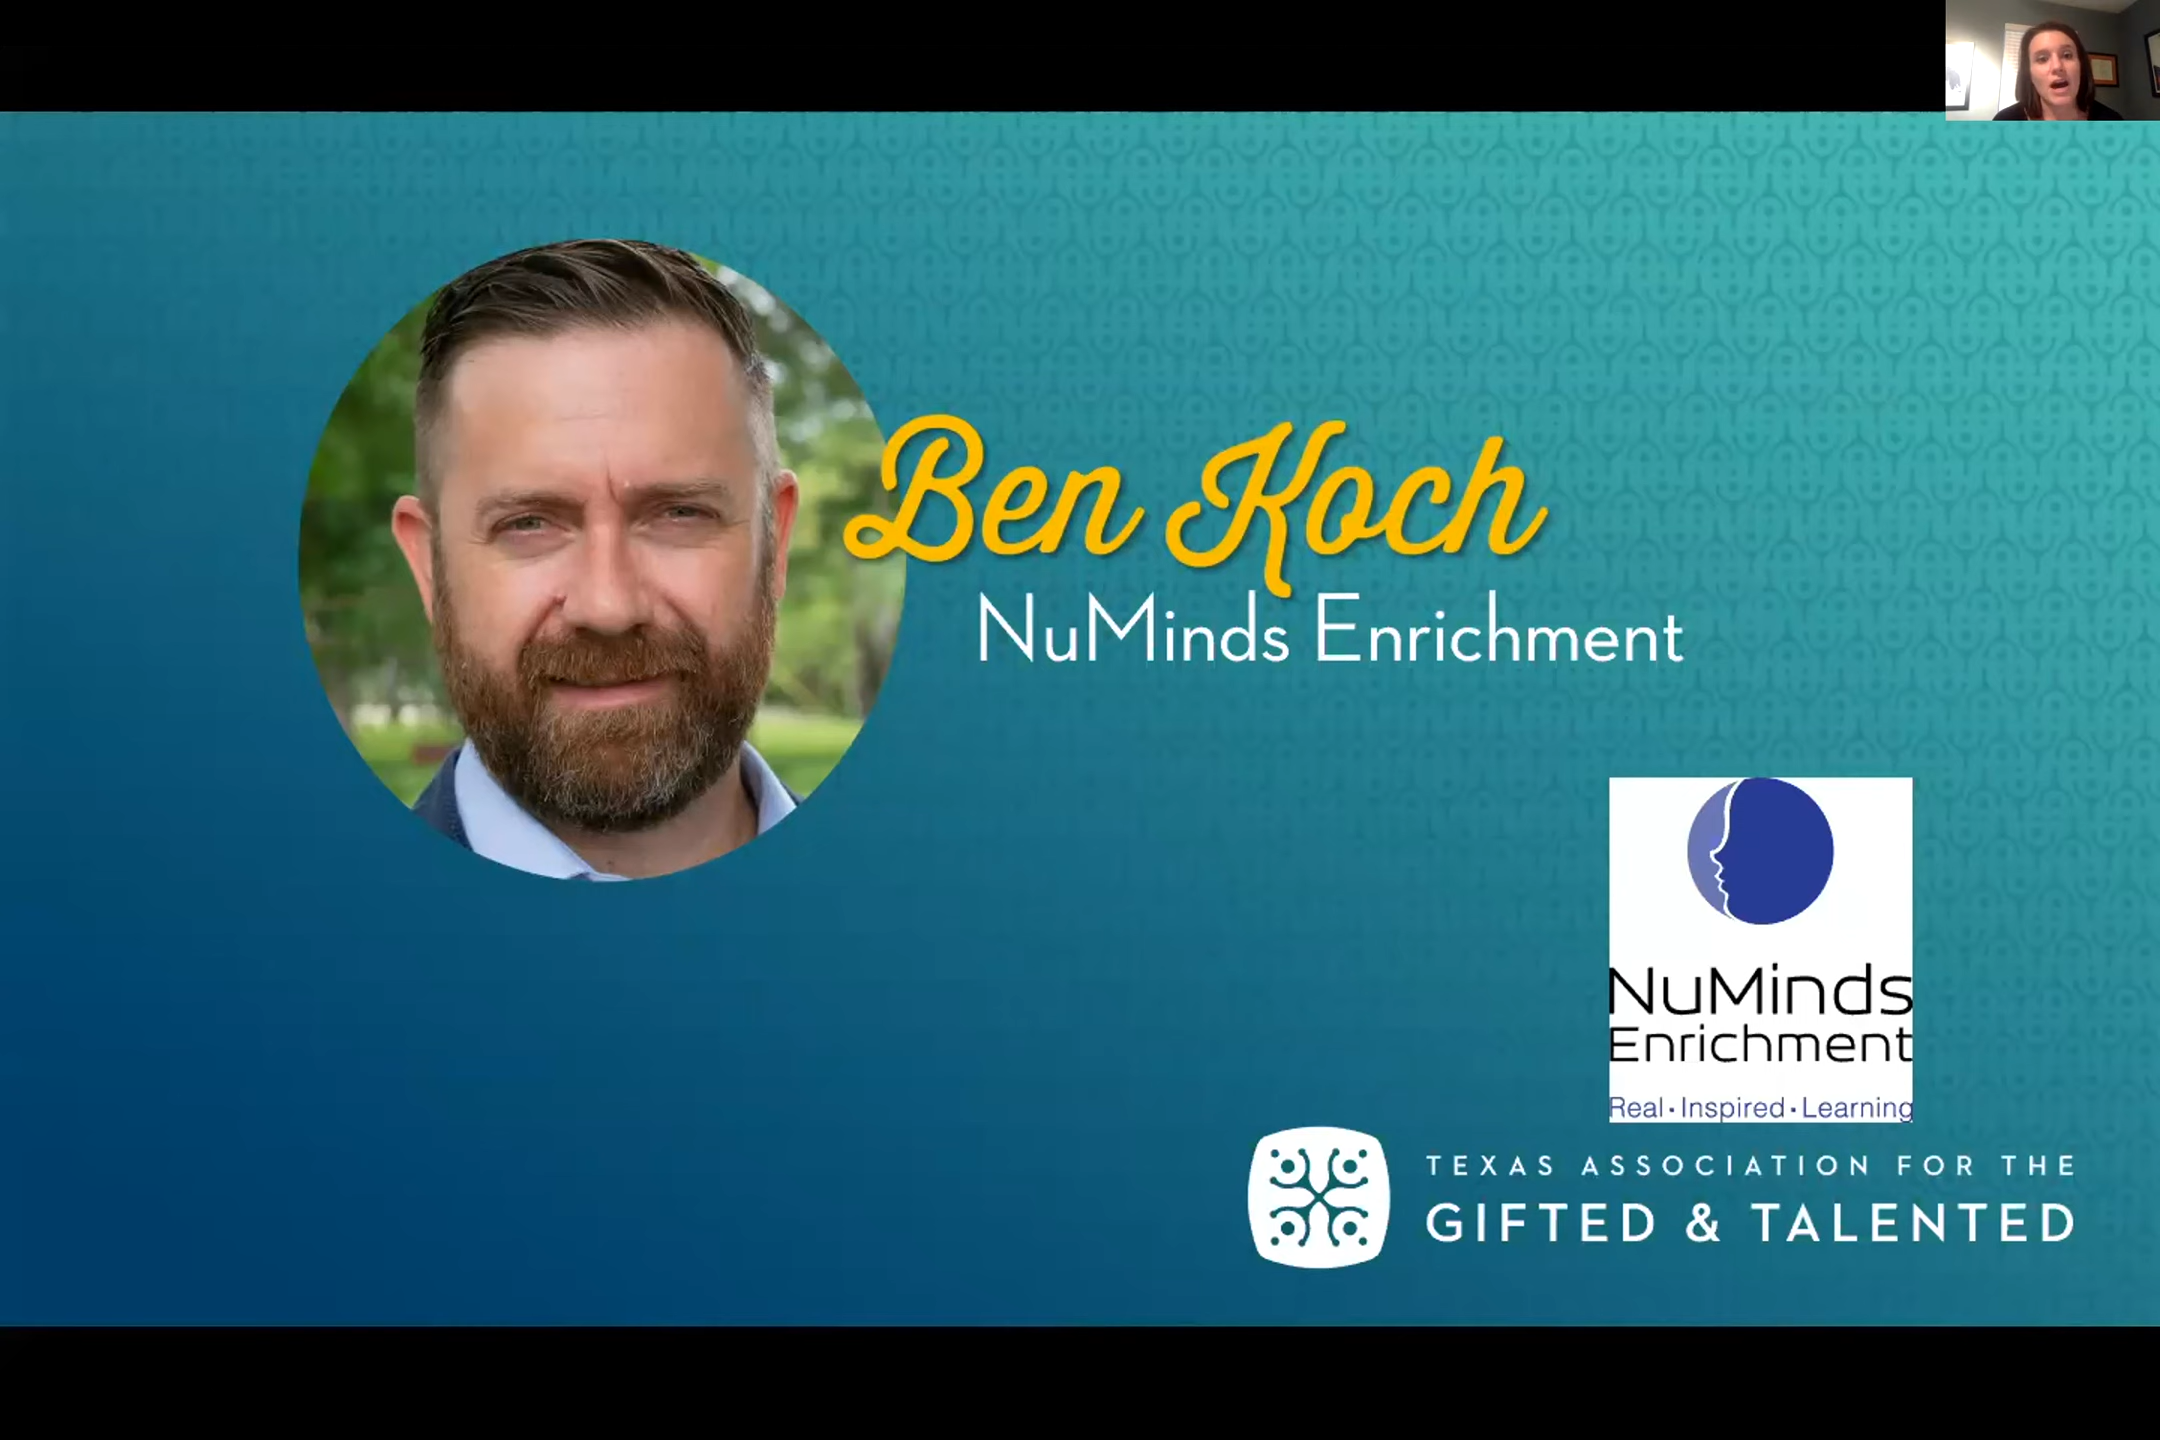 Ben Koch
NuMinds Enrichment
NuMinds
Enrichment
Real • Inspired • Learning
TEXAS ASSOCIATION FOR THE
GIFTED & TALENTED